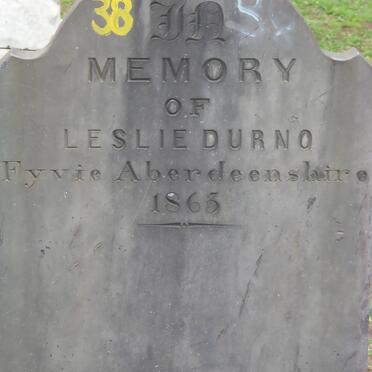 38
IN
MEMORY
OF
LESLIE DURNO
Fyvie Aberdeenshire
1865